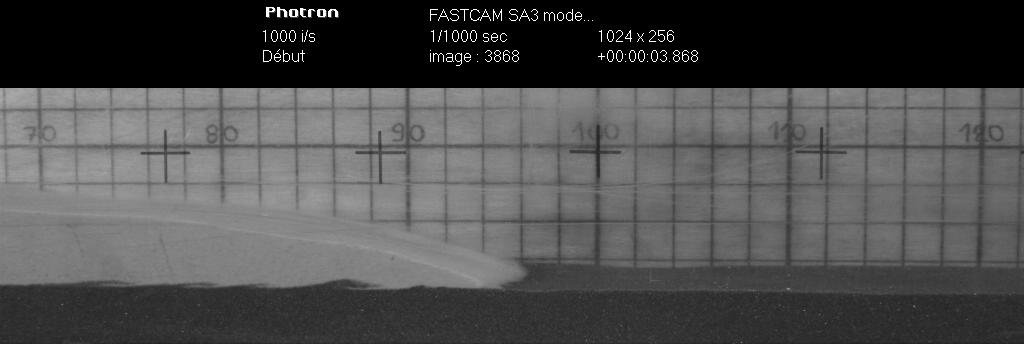 Photron FASTCAM SA3 mode...
1000 i/s 1/1000 sec 1024 x 256
Début image : 3868 +00:00:03.868
70 80 90 100 110 120